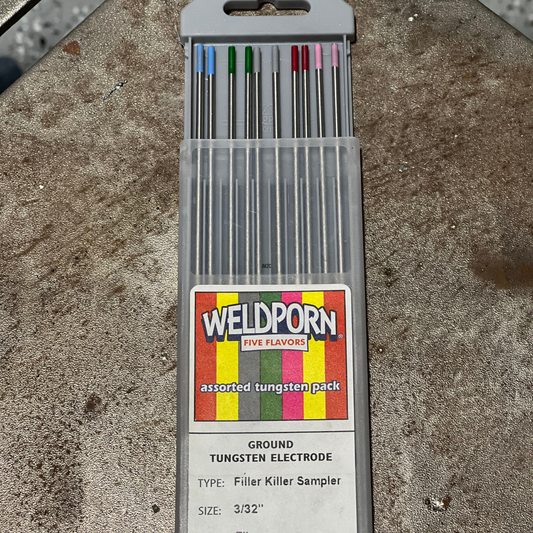 WELDPORN®
FIVE FLAVORS
assorted tungsten pack
GROUND
TUNGSTEN ELECTRODE
TYPE: Filler Killer Sampler
SIZE: 3/32"